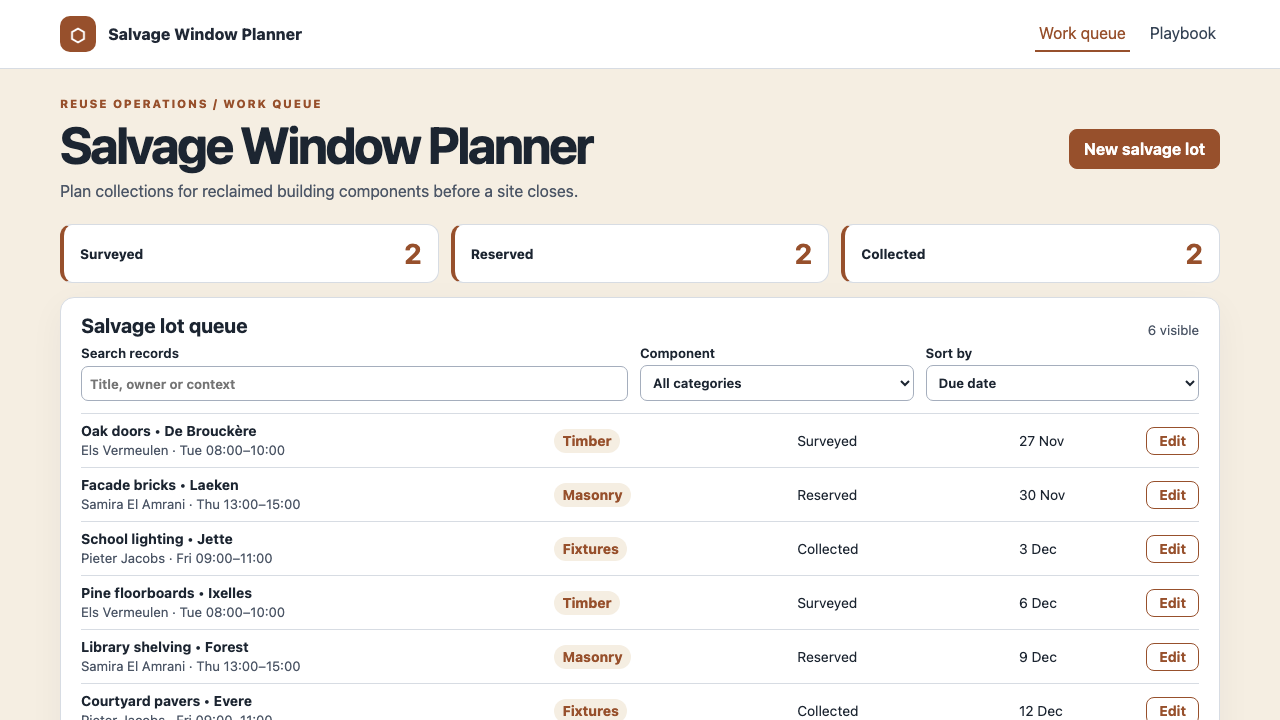 Salvage Window Planner
Work queue
Playbook
REUSE OPERATIONS / WORK QUEUE
Salvage Window Planner
New salvage lot
Plan collections for reclaimed building components before a site closes.
Surveyed 2
Reserved 2
Collected 2
Salvage lot queue
6 visible
Search records
Component
Sort by
Title, owner or context
All categories
Due date
Oak doors • De Brouckère
Els Vermeulen · Tue 08:00–10:00
Timber
Surveyed
27 Nov
Edit
Facade bricks • Laeken
Samira El Amrani · Thu 13:00–15:00
Masonry
Reserved
30 Nov
Edit
School lighting • Jette
Pieter Jacobs · Fri 09:00–11:00
Fixtures
Collected
3 Dec
Edit
Pine floorboards • Ixelles
Els Vermeulen · Tue 08:00–10:00
Timber
Surveyed
6 Dec
Edit
Library shelving • Forest
Samira El Amrani · Thu 13:00–15:00
Masonry
Reserved
9 Dec
Edit
Courtyard pavers • Evere
Pieter Jacobs · Fri 09:00–11:00
Fixtures
Collected
12 Dec
Edit